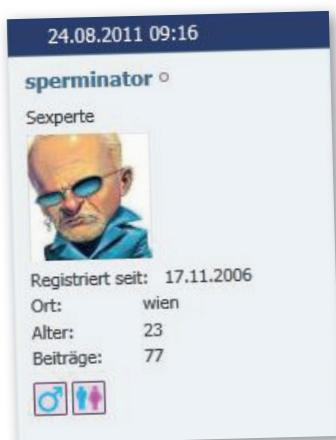 24.08.2011 09:16
sperminator
Sexperte
Registriert seit: 17.11.2006
Ort: wien
Alter: 23
Beiträge: 77